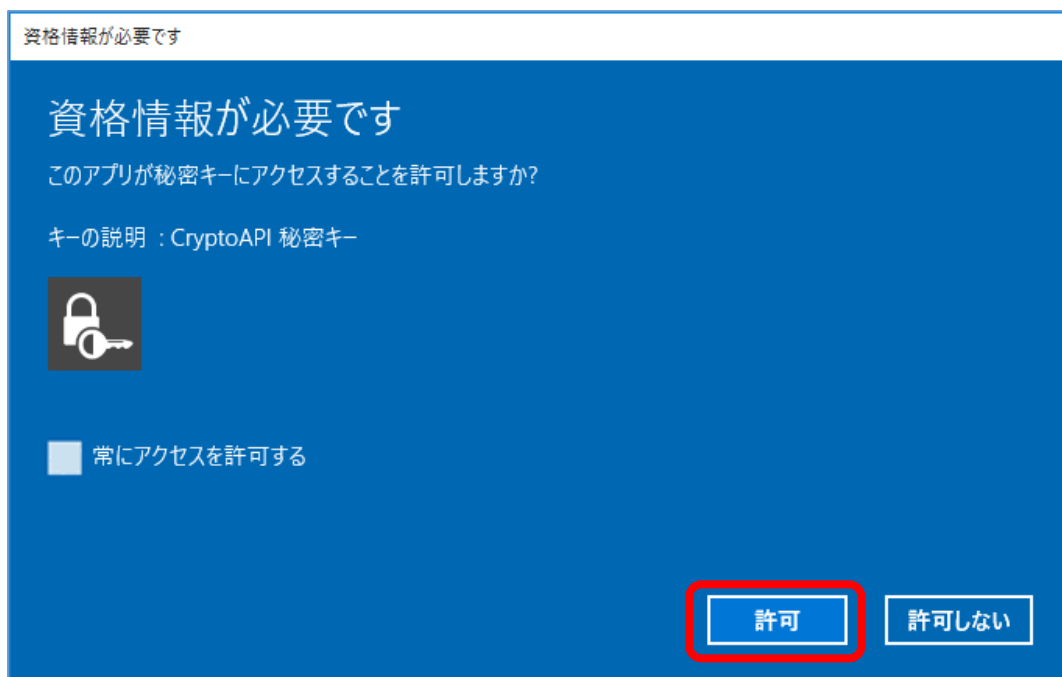 資格情報が必要です
資格情報が必要です
このアプリが秘密キーにアクセスすることを許可しますか?
キーの説明 : CryptoAPI 秘密キー
常にアクセスを許可する
許可
許可しない